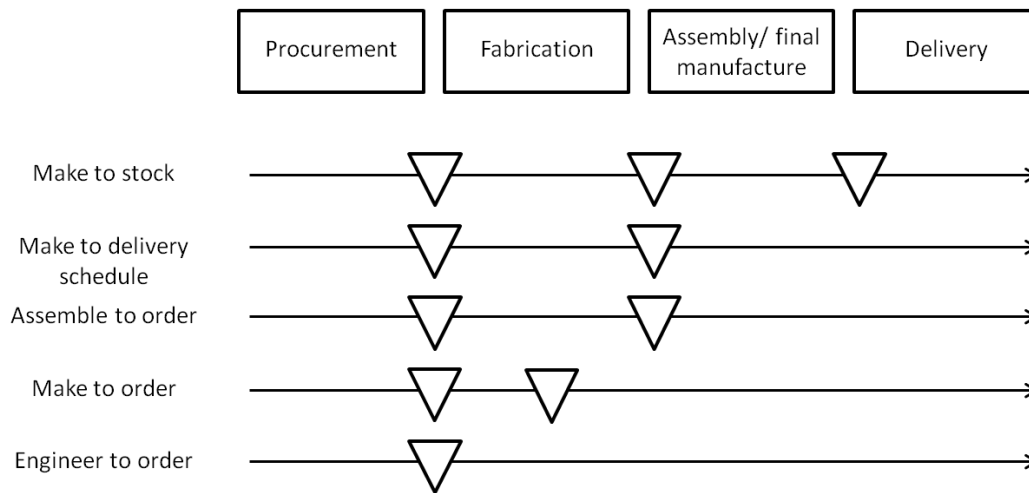 Procurement
Fabrication
Assembly/ final
manufacture
Delivery
Make to stock
Make to delivery
schedule
Assemble to order
Make to order
Engineer to order